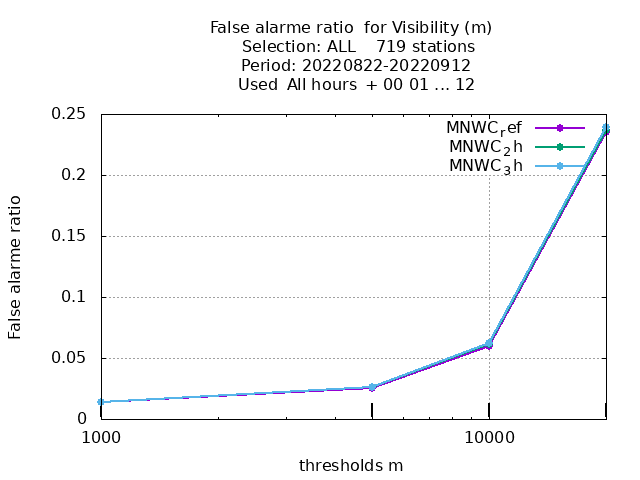 False alarme ratio  for Visibility (m)
Selection: ALL    719 stations
Period: 20220822-20220912
Used  All hours  + 00 01 ... 12
MNWC_ref
MNWC_2h
MNWC_3h
0.25
0.2
0.15
0.1
0.05
0
False alarme ratio
1000
10000
thresholds m